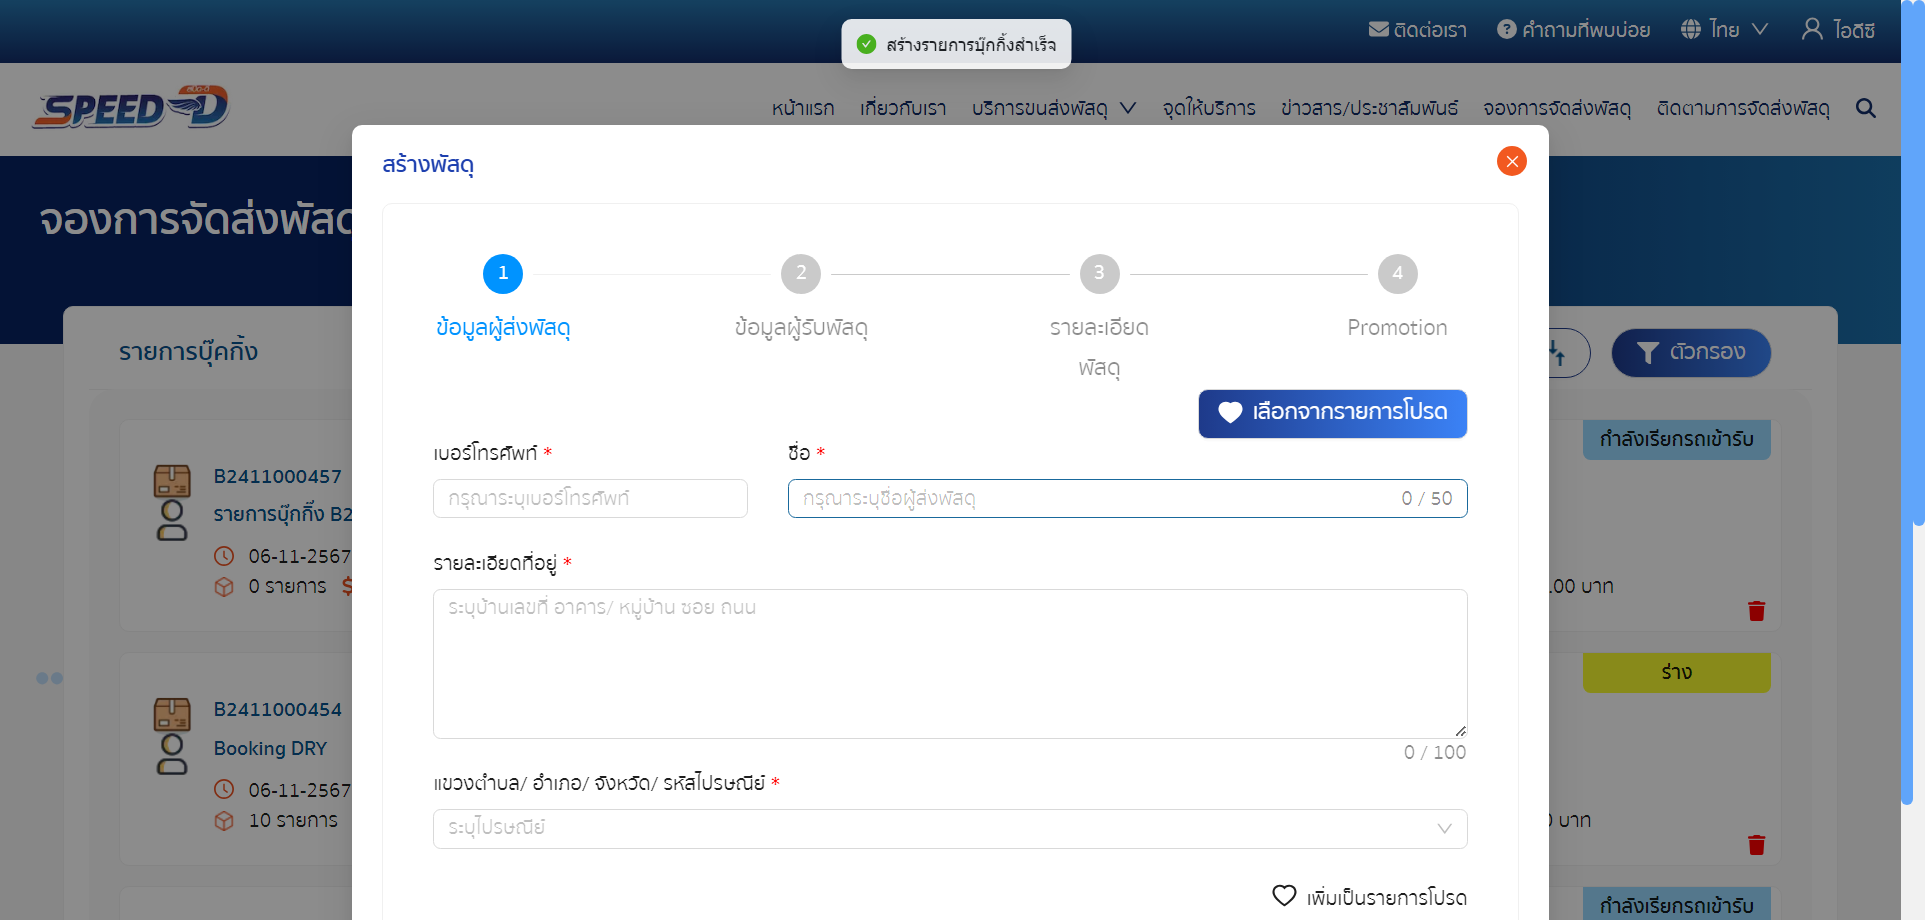 ติดต่อเรา
คำถามที่พบบ่อย
ไทย
ไอดีซี
สร้างรายการบุ๊กกิ้งสำเร็จ
SPEED-D
สปีด-ดี
หน้าแรก
เกี่ยวกับเรา
บริการขนส่งพัสดุ
จุดให้บริการ
ข่าวสาร/ประชาสัมพันธ์
จองการจัดส่งพัสดุ
ติดตามการจัดส่งพัสดุ
จองการจัดส่งพัสดุ
สร้างพัสดุ
1
2
3
4
ข้อมูลผู้ส่งพัสดุ
ข้อมูลผู้รับพัสดุ
รายละเอียด
พัสดุ
Promotion
เลือกจากรายการโปรด
เบอร์โทรศัพท์ *
ชื่อ *
กรุณาระบุเบอร์โทรศัพท์
กรุณาระบุชื่อผู้ส่งพัสดุ
0 / 50
รายละเอียดที่อยู่ *
ระบุบ้านเลขที่ อาคาร/ หมู่บ้าน ซอย ถนน
0 / 100
แขวงตำบล/ อำเภอ/ จังหวัด/ รหัสไปรษณีย์ *
ระบุไปรษณีย์
เพิ่มเป็นรายการโปรด
รายการบุ๊คกิ้ง
ตัวกรอง
B2411000457
รายการบุ๊กกิ้ง B2
06-11-2567
0 รายการ
กำลังเรียกรถเข้ารับ
.00 บาท
B2411000454
Booking DRY
06-11-2567
10 รายการ
ร่าง
บาท
กำลังเรียกรถเข้ารับ